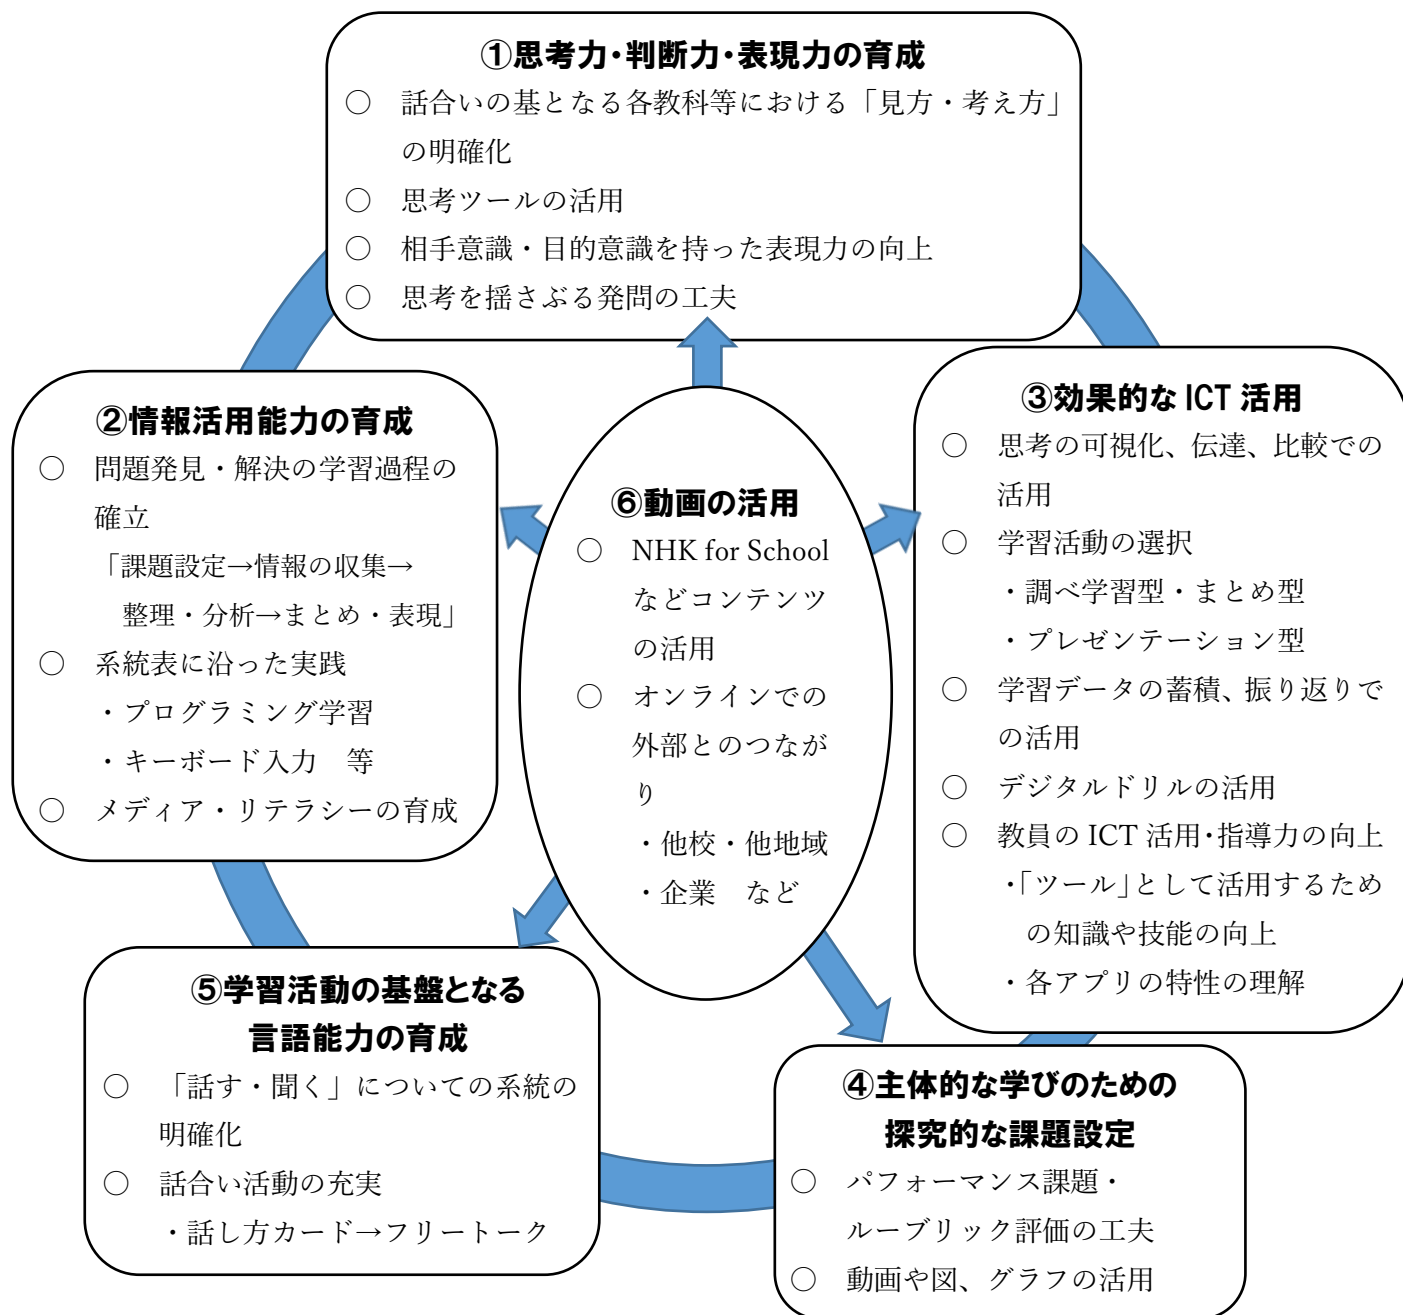 ①思考力・判断力・表現力の育成
○ 話合いの基となる各教科等における「見方・考え方」
の明確化
○ 思考ツールの活用
○ 相手意識・目的意識を持った表現力の向上
○ 思考を揺さぶる発問の工夫
②情報活用能力の育成
○ 問題発見・解決の学習過程の
確立
「課題設定→情報の収集→
整理・分析→まとめ・表現」
○ 系統表に沿った実践
・プログラミング学習
・キーボード入力　等
○ メディア・リテラシーの育成
③効果的な ICT 活用
○ 思考の可視化、伝達、比較での
活用
○ 学習活動の選択
・調べ学習型・まとめ型
・プレゼンテーション型
○ 学習データの蓄積、振り返りで
の活用
○ デジタルドリルの活用
○ 教員の ICT 活用・指導力の向上
・「ツール」として活用するため
の知識や技能の向上
・各アプリの特性の理解
⑥動画の活用
○ NHK for School
などコンテンツ
の活用
○ オンラインでの
外部とのつなが
り
・他校・他地域
・企業　など
⑤学習活動の基盤となる
言語能力の育成
○ 「話す・聞く」についての系統の
明確化
○ 話合い活動の充実
・話し方カード→フリートーク
④主体的な学びのための
探究的な課題設定
○ パフォーマンス課題・
ルーブリック評価の工夫
○ 動画や図、グラフの活用